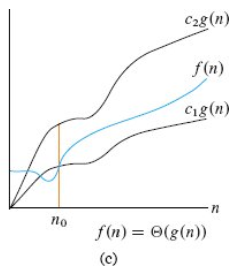 c₂g(n)
f(n)
c₁g(n)
n
n₀
f(n) = Θ(g(n))
(c)